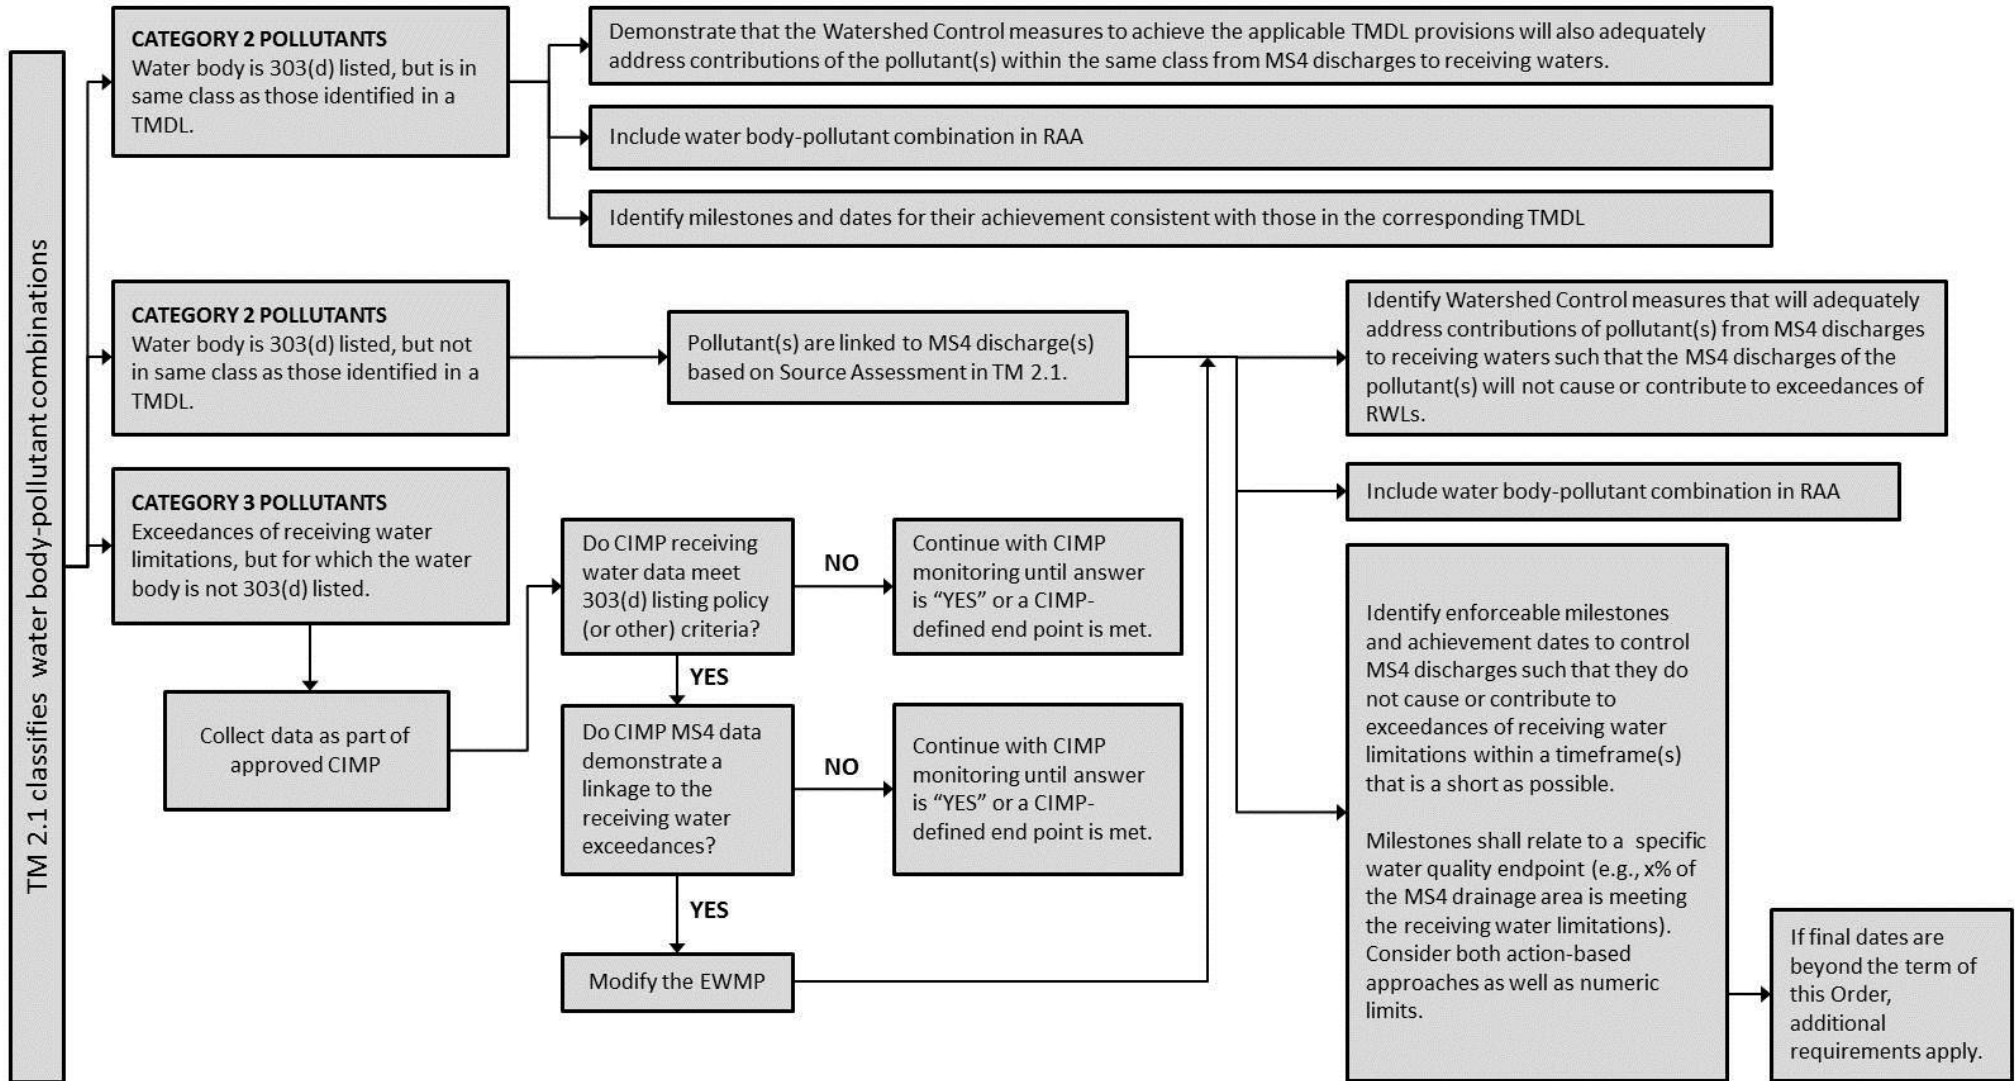 TM 2.1 classifies water body-pollutant combinations
CATEGORY 2 POLLUTANTS
Water body is 303(d) listed, but is in
same class as those identified in a
TMDL.
Demonstrate that the Watershed Control measures to achieve the applicable TMDL provisions will also adequately
address contributions of the pollutant(s) within the same class from MS4 discharges to receiving waters.
Include water body-pollutant combination in RAA
Identify milestones and dates for their achievement consistent with those in the corresponding TMDL
CATEGORY 2 POLLUTANTS
Water body is 303(d) listed, but not
in same class as those identified in a
TMDL.
Pollutant(s) are linked to MS4 discharge(s)
based on Source Assessment in TM 2.1.
Identify Watershed Control measures that will adequately
address contributions of pollutant(s) from MS4 discharges
to receiving waters such that the MS4 discharges of the
pollutant(s) will not cause or contribute to exceedances of
RWLs.
Include water body-pollutant combination in RAA
CATEGORY 3 POLLUTANTS
Exceedances of receiving water
limitations, but for which the water
body is not 303(d) listed.
Collect data as part of
approved CIMP
Do CIMP receiving
water data meet
303(d) listing policy
(or other) criteria?
NO
Continue with CIMP
monitoring until answer
is “YES” or a CIMP-
defined end point is met.
YES
Do CIMP MS4 data
demonstrate a
linkage to the
receiving water
exceedances?
NO
Continue with CIMP
monitoring until answer
is “YES” or a CIMP-
defined end point is met.
YES
Modify the EWMP
Identify enforceable milestones
and achievement dates to control
MS4 discharges such that they do
not cause or contribute to
exceedances of receiving water
limitations within a timeframe(s)
that is a short as possible.
Milestones shall relate to a specific
water quality endpoint (e.g., x% of
the MS4 drainage area is meeting
the receiving water limitations).
Consider both action-based
approaches as well as numeric
limits.
If final dates are
beyond the term of
this Order,
additional
requirements apply.